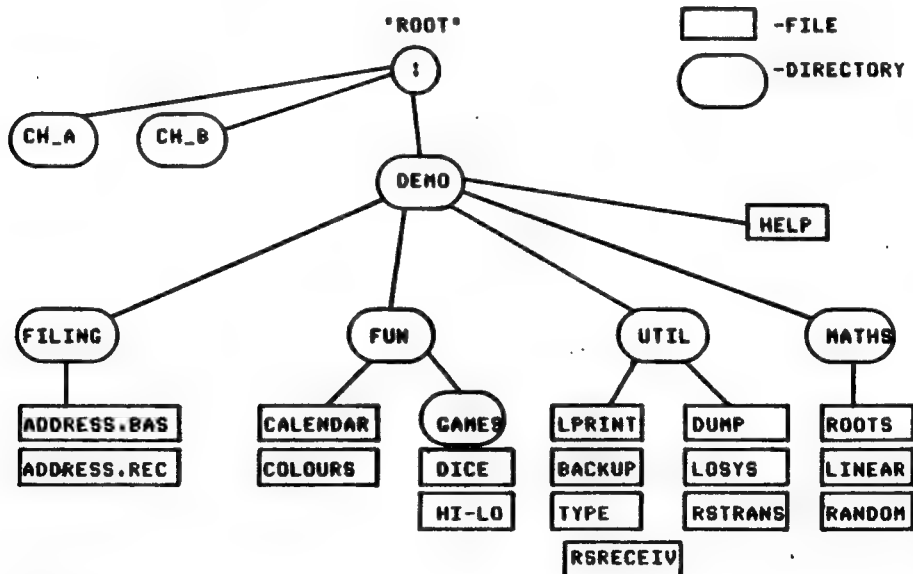 "ROOT"
-FILE
:
-DIRECTORY
CH_A
CH_B
DEMO
HELP
FILING
FUN
UTIL
MATHS
ADDRESS.BAS
CALENDAR
GAMES
LPRINT
DUMP
ROOTS
ADDRESS.REC
COLOURS
DICE
BACKUP
LOSYS
LINEAR
HI-LO
TYPE
RSTRANS
RANDOM
RSRECEIV